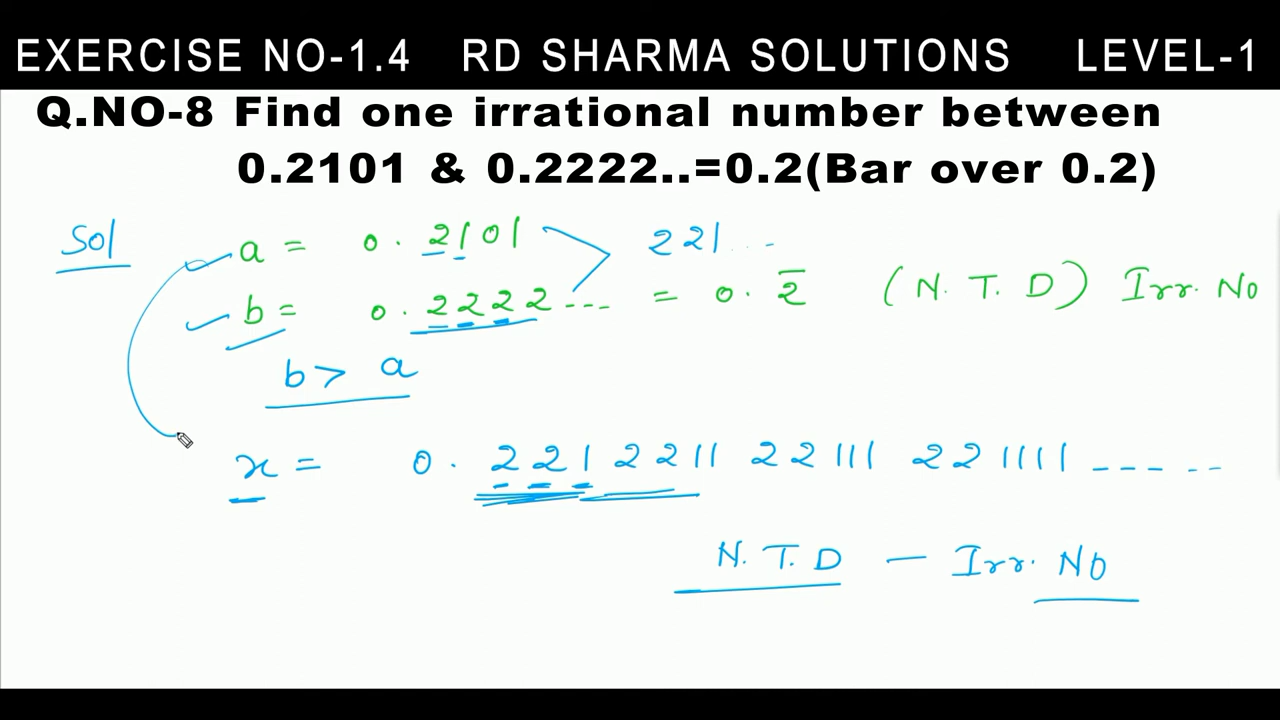 EXERCISE NO-1.4 RD SHARMA SOLUTIONS LEVEL-1
Q.NO-8 Find one irrational number between
0.2101 & 0.2222..=0.2(Bar over 0.2)
Sol
a = 0.2101 221...
b = 0.2222... = 0.2̅ (N.T.D) Irr. No
b > a
x = 0.221 2211 22111 221111 ------
N.T.D — Irr. No